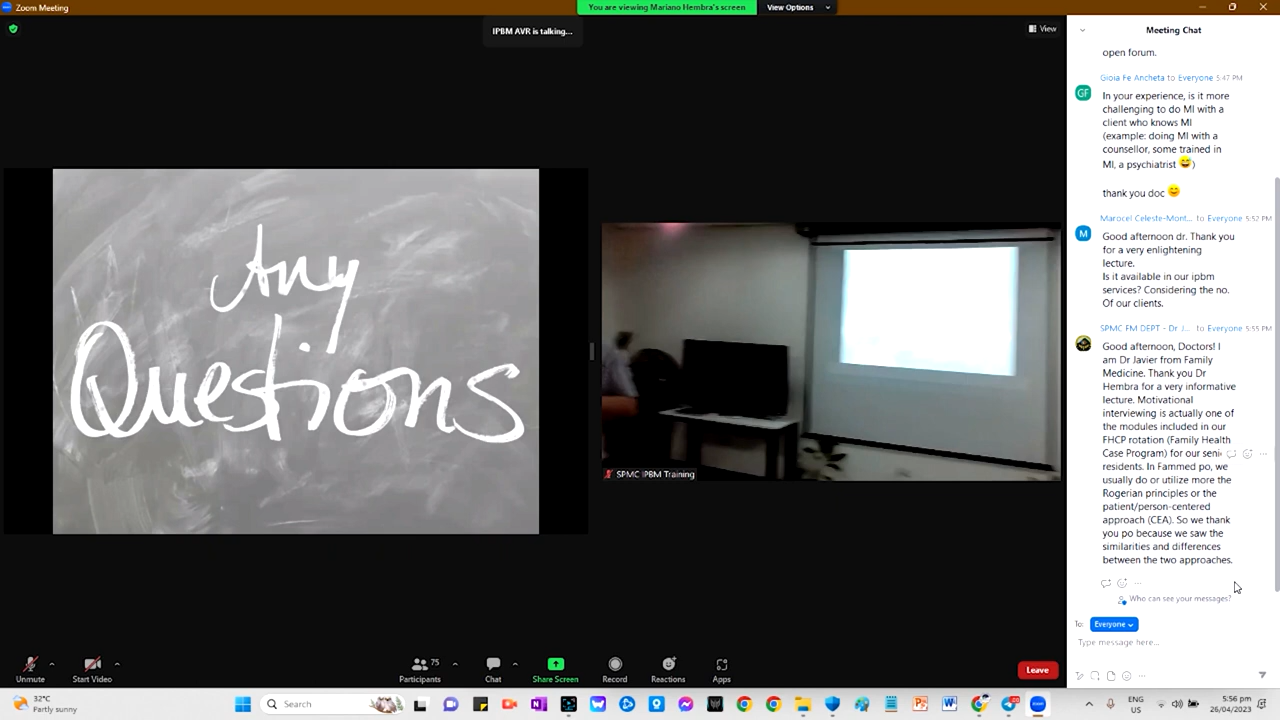 Zoom Meeting
You are viewing Mariano Hembra's screen
View Options
IPBM AVR is talking...
View
Any
Questions
SPMC IPBM Training
Meeting Chat
open forum.
Gioia Fe Ancheta to Everyone 5:47 PM
GF
In your experience, is it more
challenging to do MI with a
client who knows MI
(example: doing MI with a
counsellor, some trained in
MI, a psychiatrist 😅)
thank you doc 😊
Marocel Celeste-Mont... to Everyone 5:52 PM
M
Good afternoon dr. Thank you
for a very enlightening
lecture.
Is it available in our ipbm
services? Considering the no.
Of our clients.
SPMC FM DEPT - Dr J... to Everyone 5:55 PM
Good afternoon, Doctors! I
am Dr Javier from Family
Medicine. Thank you Dr
Hembra for a very informative
lecture. Motivational
interviewing is actually one of
the modules included in our
FHCP rotation (Family Health
Case Program) for our seni
residents. In Fammed po, we
usually do or utilize more the
Rogerian principles or the
patient/person-centered
approach (CEA). So we thank
you po because we saw the
similarities and differences
between the two approaches.
Who can see your messages?
To: Everyone
Type message here...
Unmute
Start Video
Participants
75
Chat
Share Screen
Record
Reactions
Apps
Leave
32°C
Partly sunny
Search
ENG
US
5:56 pm
26/04/2023